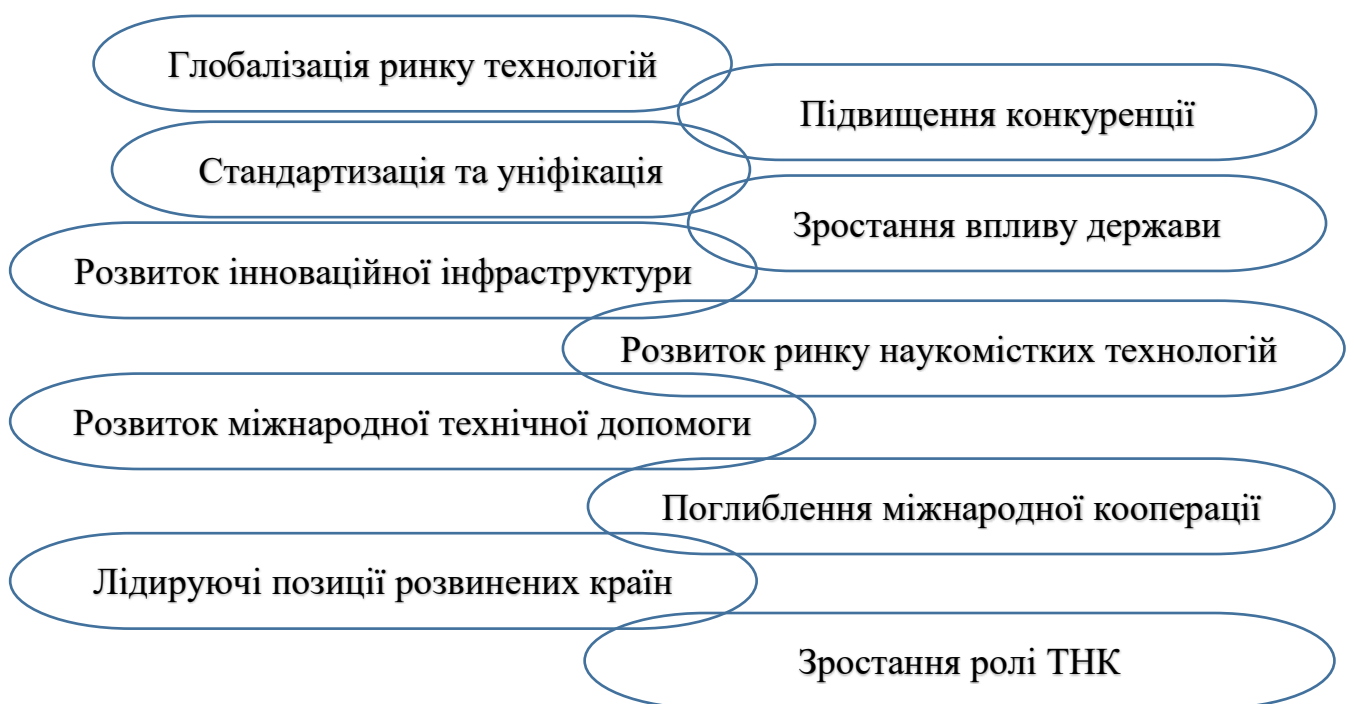 Глобалізація ринку технологій
Підвищення конкуренції
Стандартизація та уніфікація
Зростання впливу держави
Розвиток інноваційної інфраструктури
Розвиток ринку наукомістких технологій
Розвиток міжнародної технічної допомоги
Поглиблення міжнародної кооперації
Лідируючі позиції розвинених країн
Зростання ролі ТНК